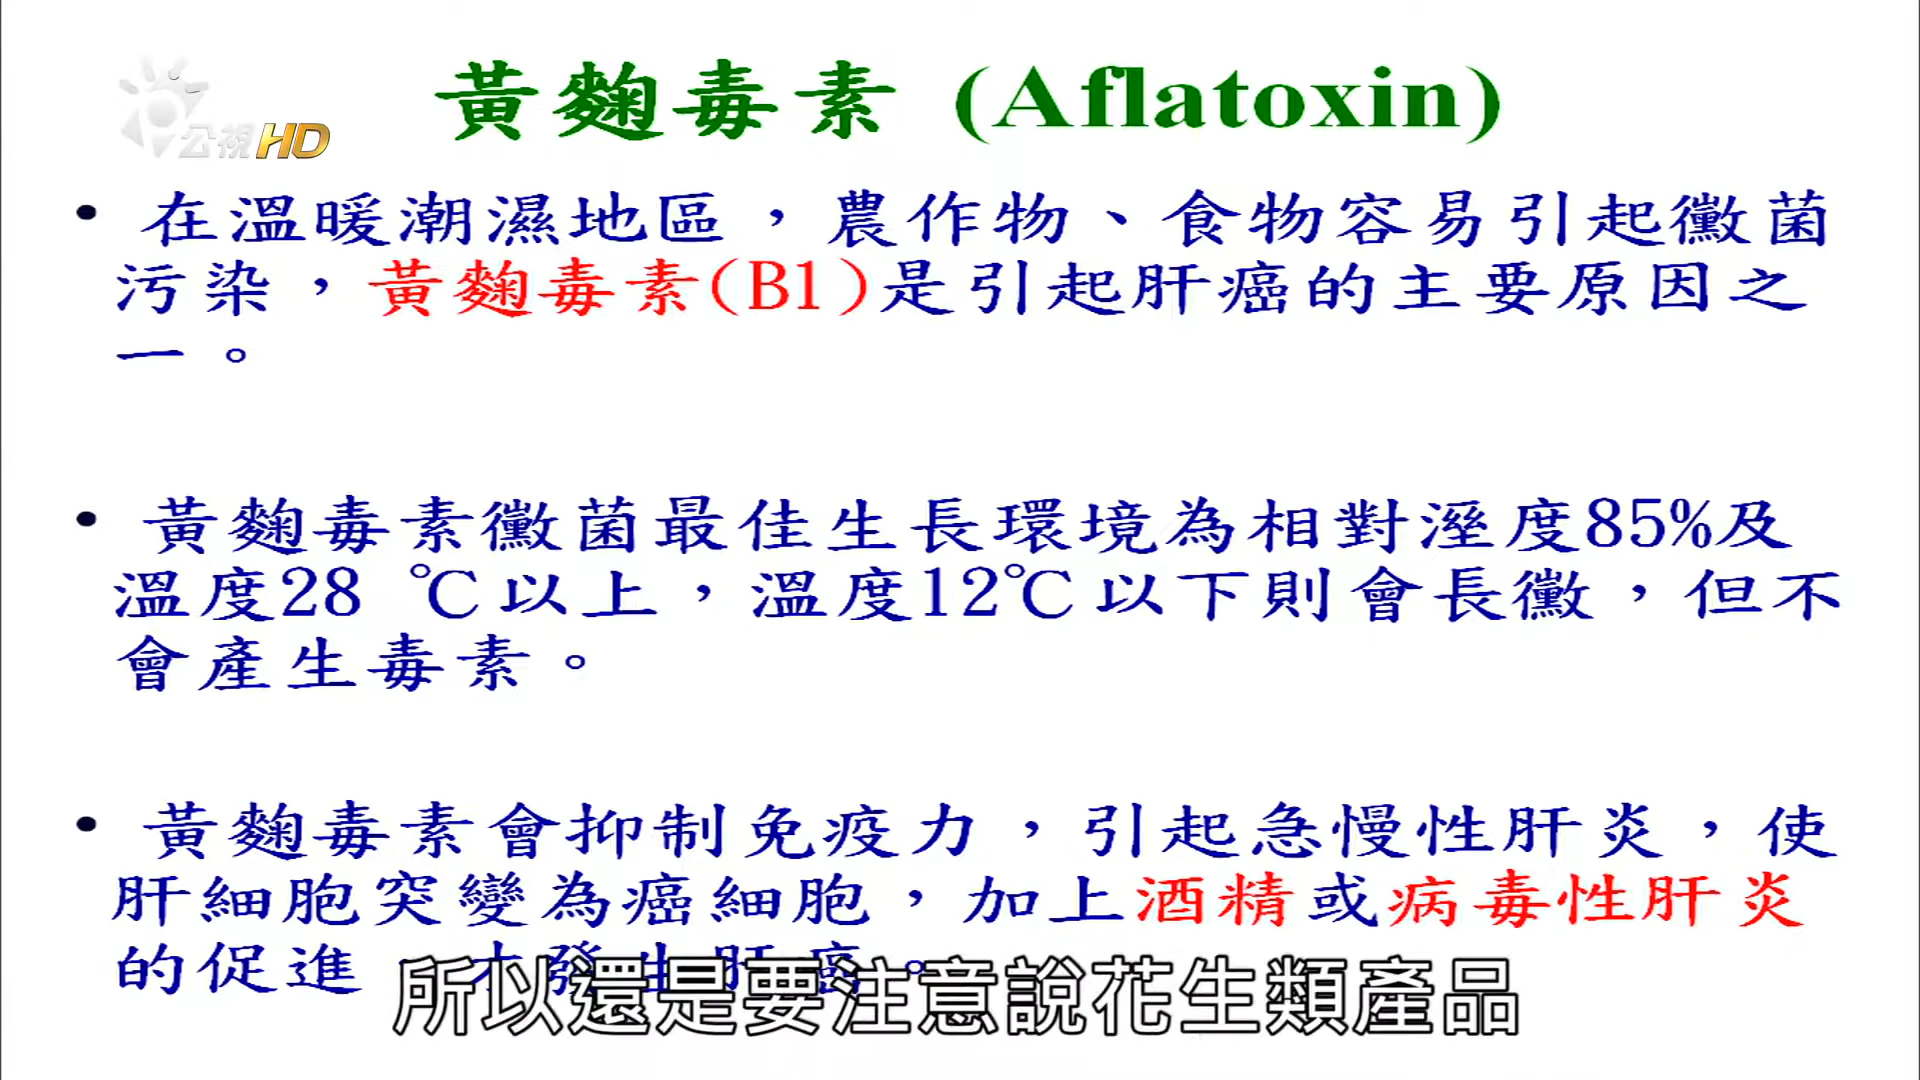 公視HD
黃麴毒素 (Aflatoxin)
• 在溫暖潮濕地區，農作物、食物容易引起黴菌
污染，黃麴毒素(B1)是引起肝癌的主要原因之
一。
• 黃麴毒素黴菌最佳生長環境為相對溼度85%及
溫度28 ℃以上，溫度12℃以下則會長黴，但不
會產生毒素。
• 黃麴毒素會抑制免疫力，引起急慢性肝炎，使
肝細胞突變為癌細胞，加上酒精或病毒性肝炎
的促進，才發生肝癌。
所以還是要注意說花生類產品